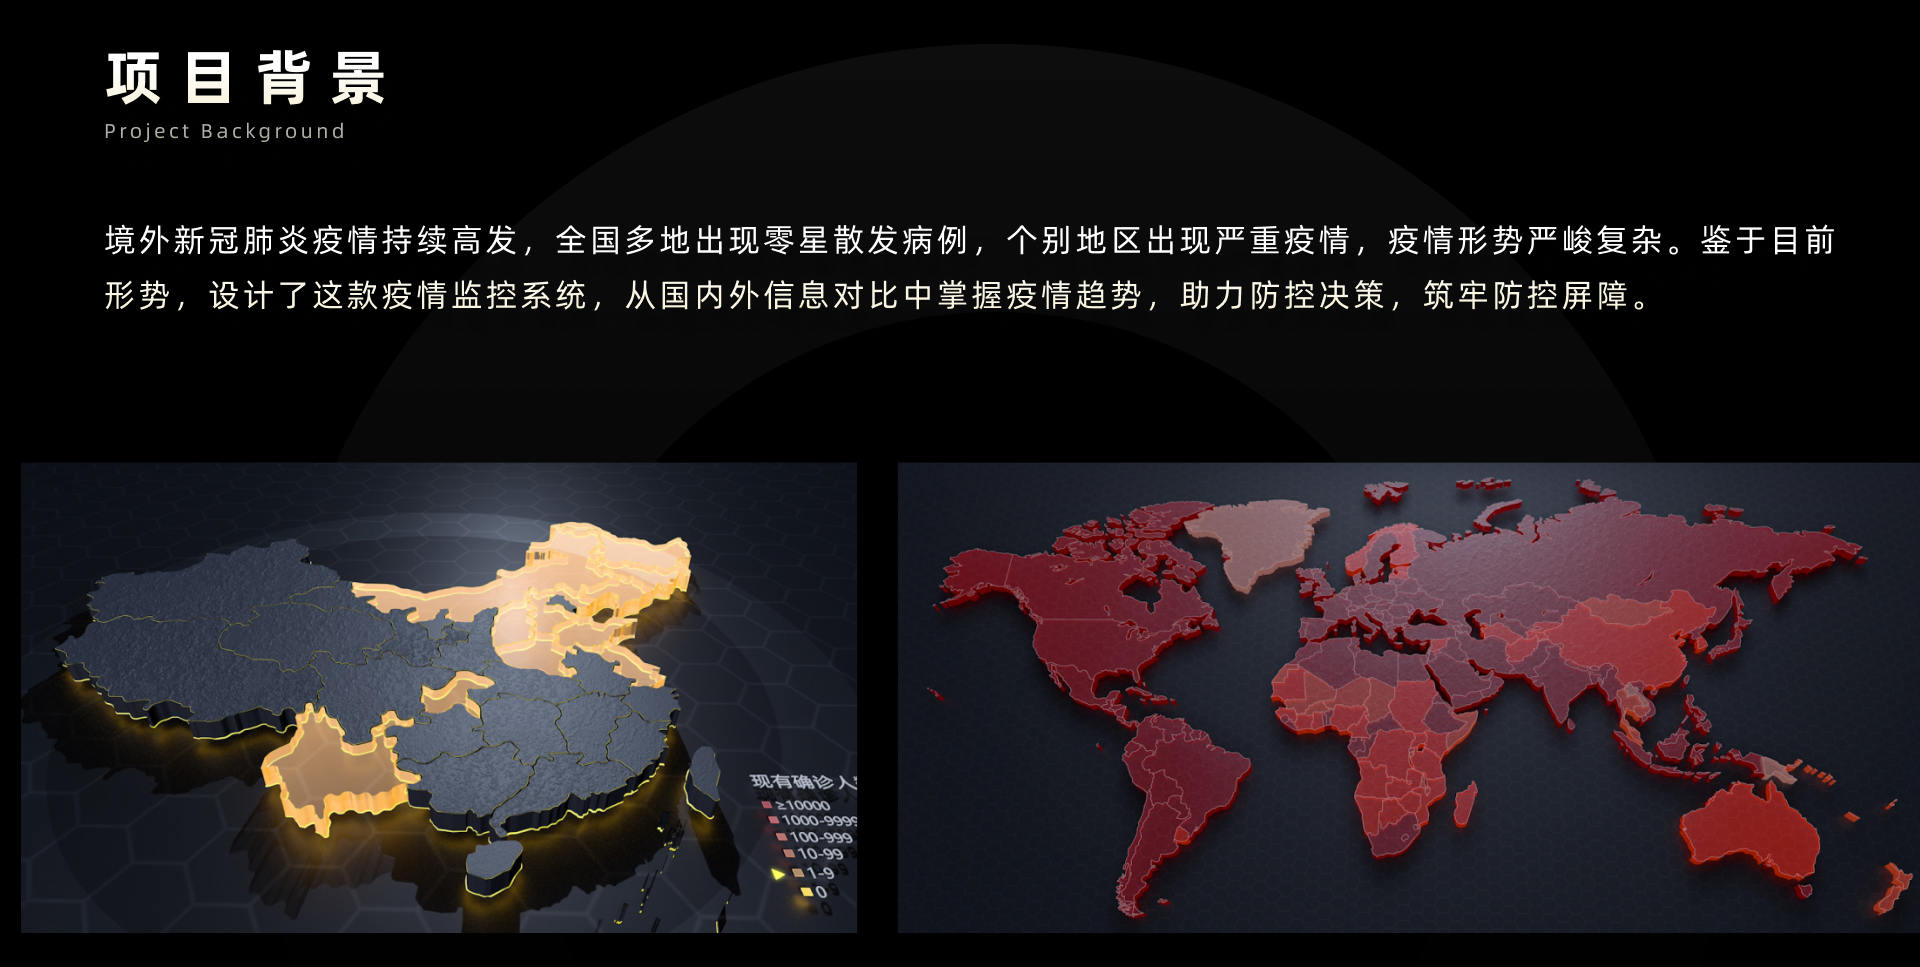 项目背景
Project Background
境外新冠肺炎疫情持续高发，全国多地出现零星散发病例，个别地区出现严重疫情，疫情形势严峻复杂。鉴于目前
形势，设计了这款疫情监控系统，从国内外信息对比中掌握疫情趋势，助力防控决策，筑牢防控屏障。
现有确诊人
≥10000
1000-9999
100-999
10-99
1-9
0